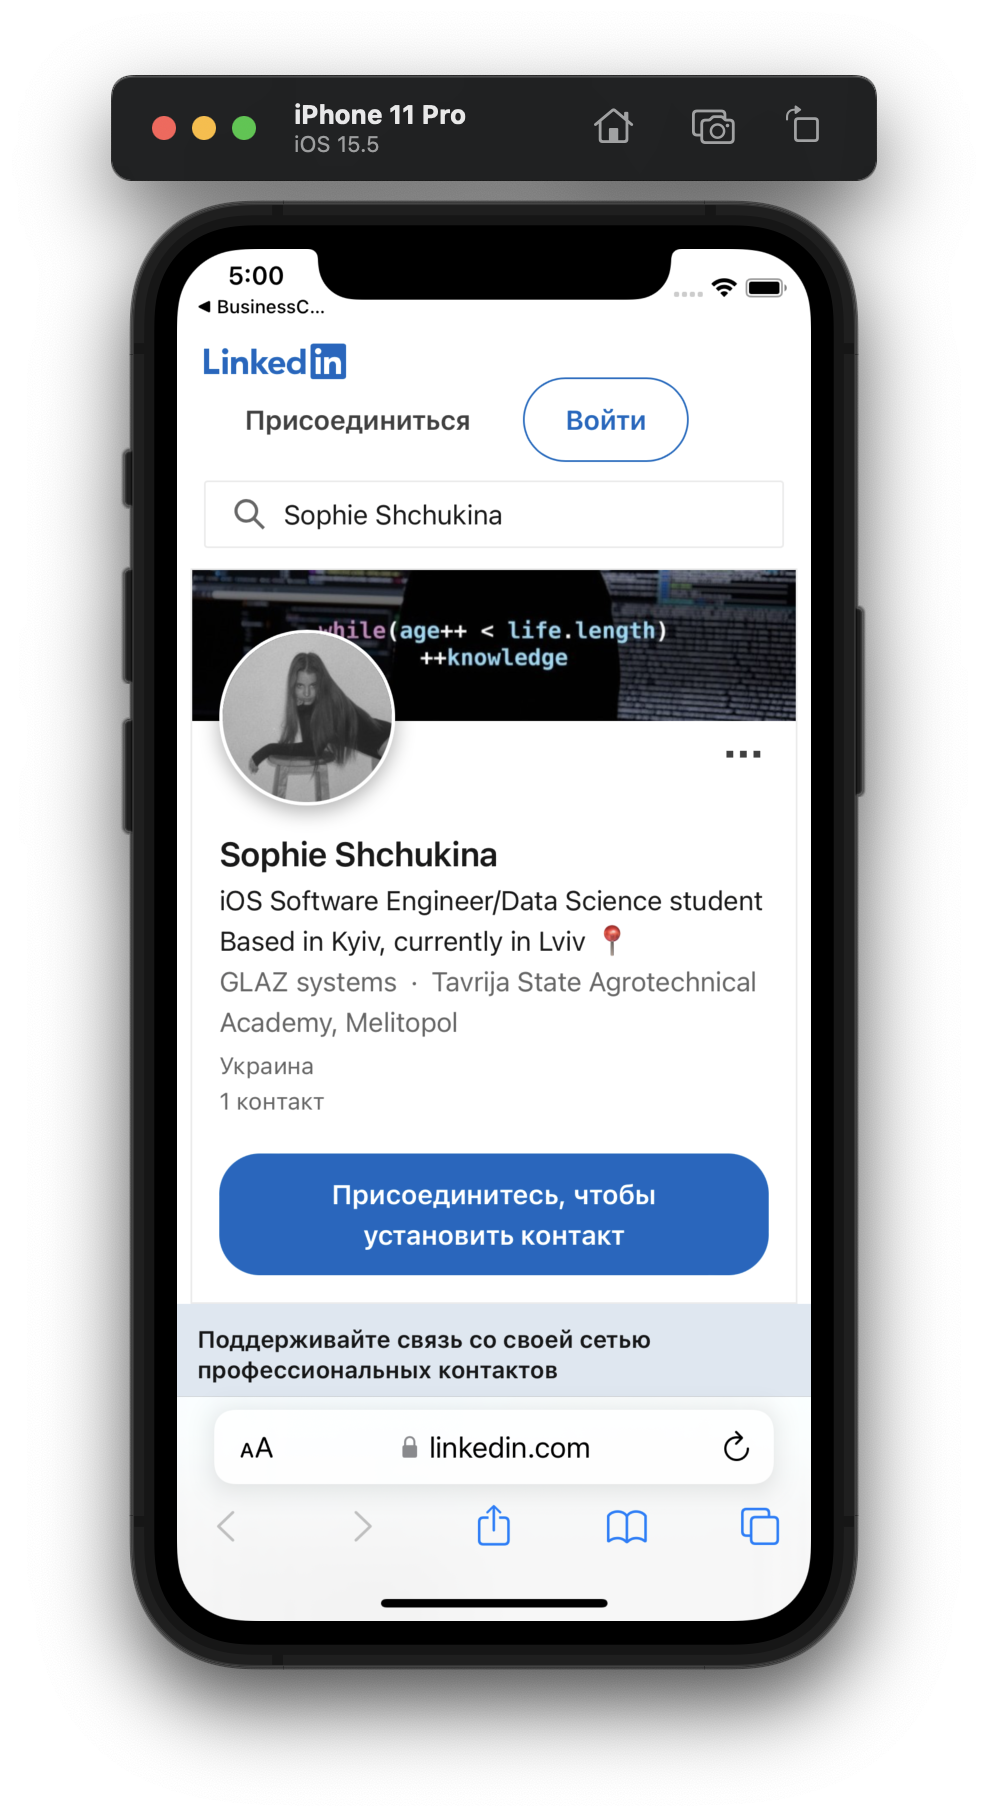 iPhone 11 Pro
iOS 15.5
5:00
◀ BusinessC...
LinkedIn
Присоединиться
Войти
Sophie Shchukina
while(age++ < life.length)
++knowledge
Sophie Shchukina
iOS Software Engineer/Data Science student
Based in Kyiv, currently in Lviv 📍
GLAZ systems · Tavrija State Agrotechnical
Academy, Melitopol
Украина
1 контакт
Присоединитесь, чтобы
установить контакт
Поддерживайте связь со своей сетью
профессиональных контактов
AA linkedin.com